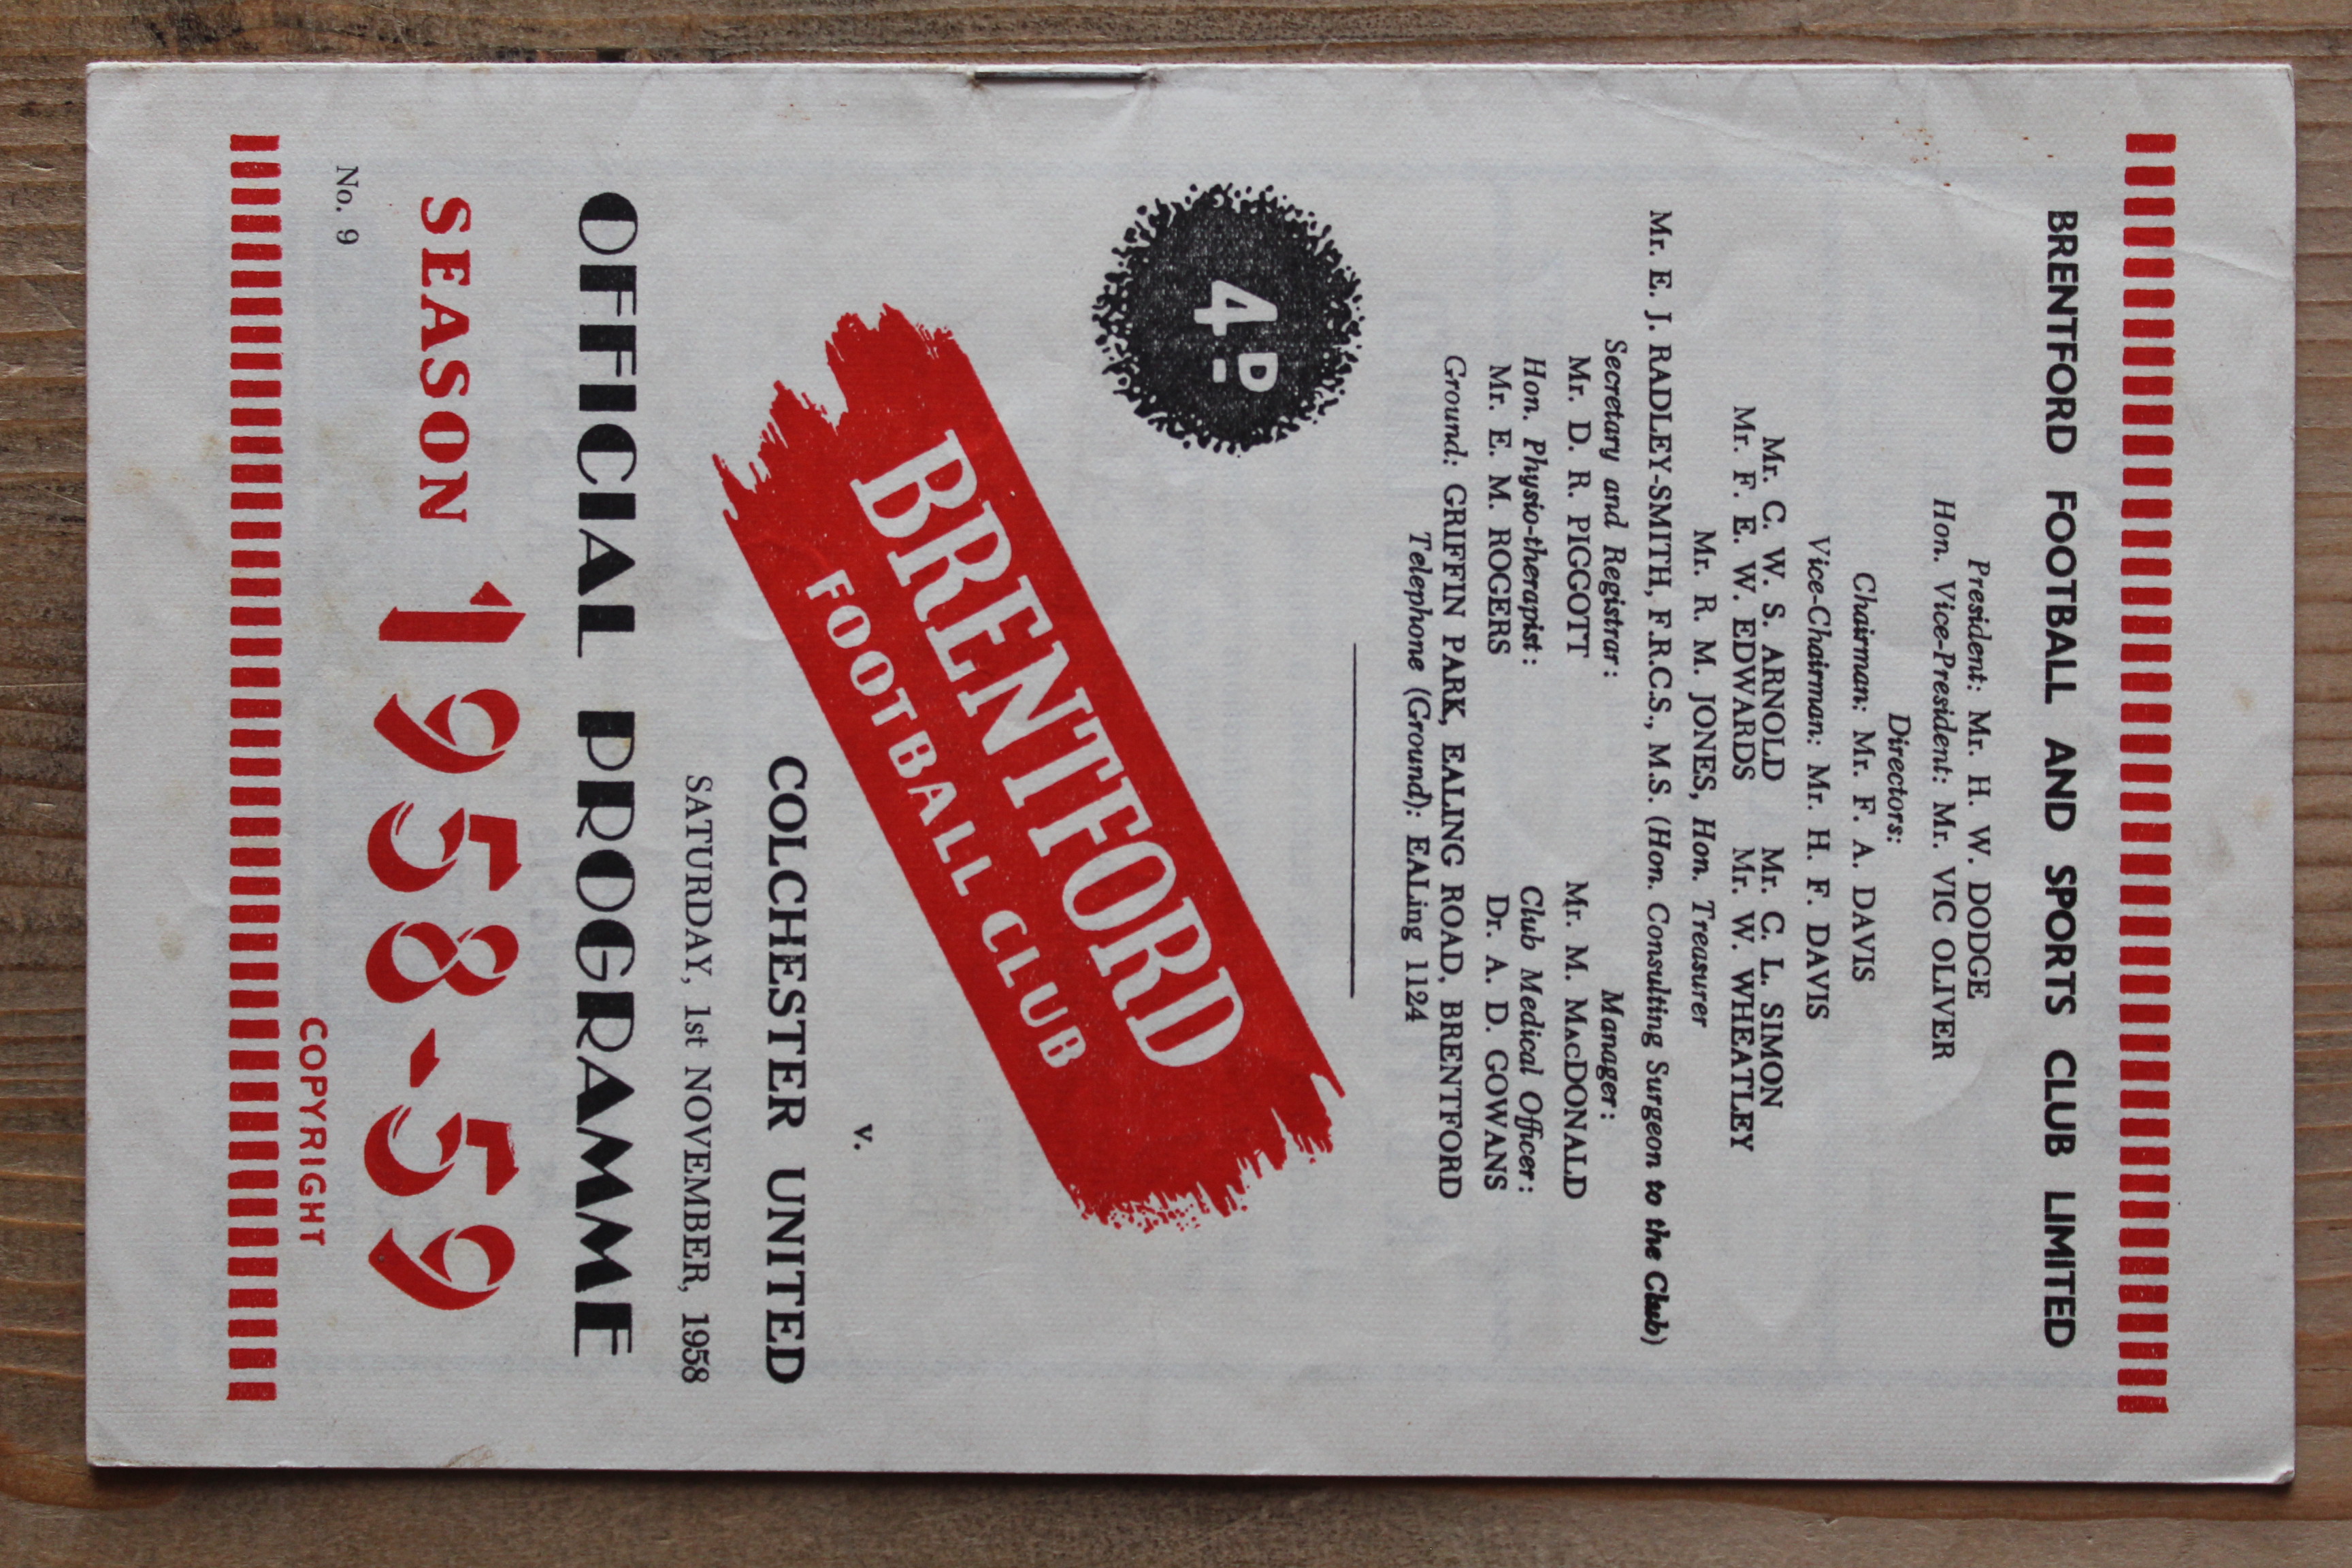 BRENTFORD FOOTBALL AND SPORTS CLUB LIMITED
President: Mr. H. W. DODGE
Hon. Vice-President: Mr. VIC OLIVER
Directors:
Chairman: Mr. F. A. DAVIS
Vice-Chairman: Mr. H. F. DAVIS
Mr. C. W. S. ARNOLD Mr. C. L. SIMON
Mr. F. E. W. EDWARDS Mr. W. WHEATLEY
Mr. R. M. JONES, Hon. Treasurer
Mr. E. J. RADLEY-SMITH, F.R.C.S., M.S. (Hon. Consulting Surgeon to the Club)
Secretary and Registrar: Manager:
Mr. D. R. PIGGOTT Mr. M. MACDONALD
Hon. Physio-therapist: Club Medical Officer:
Mr. E. M. ROGERS Dr. A. D. GOWANS
Ground: GRIFFIN PARK, EALING ROAD, BRENTFORD
Telephone (Ground): EALing 1124
4D
BRENTFORD
FOOTBALL CLUB
v.
COLCHESTER UNITED
SATURDAY, 1st NOVEMBER, 1958
OFFICIAL PROGRAMME
SEASON 1958-59
No. 9
COPYRIGHT